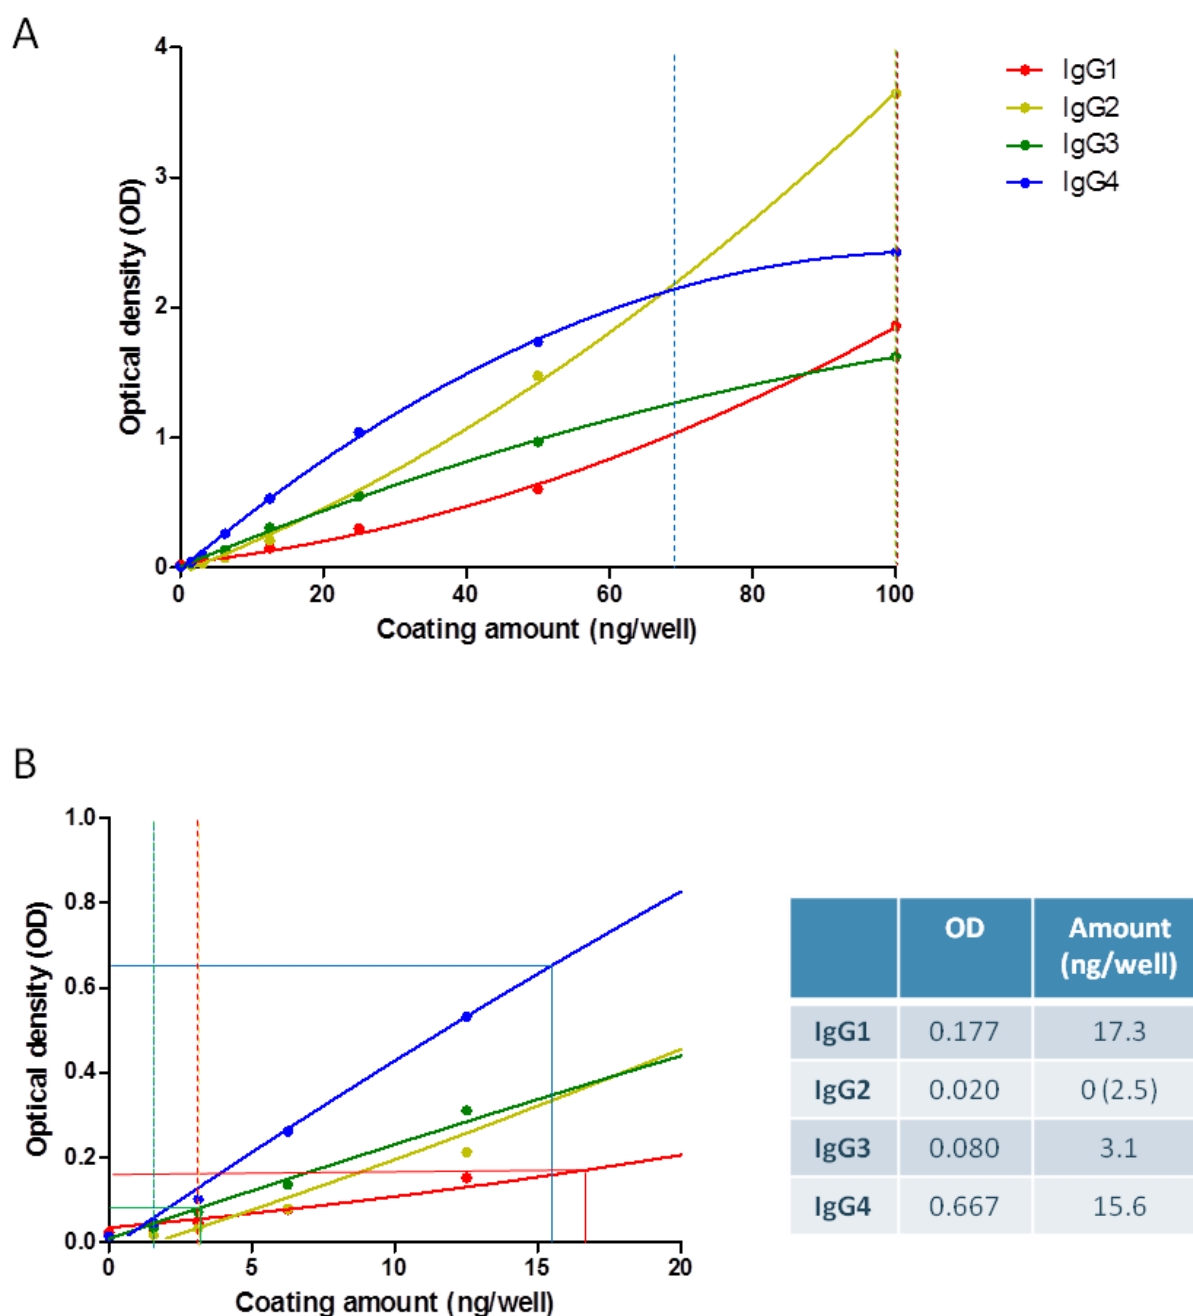 A
4
3
2
1
0
Optical density (OD)
0 20 40 60 80 100
Coating amount (ng/well)
IgG1
IgG2
IgG3
IgG4
B
1.0
0.8
0.6
0.4
0.2
0.0
Optical density (OD)
0 5 10 15 20
Coating amount (ng/well)
OD Amount
(ng/well)
IgG1 0.177 17.3
IgG2 0.020 0 (2.5)
IgG3 0.080 3.1
IgG4 0.667 15.6